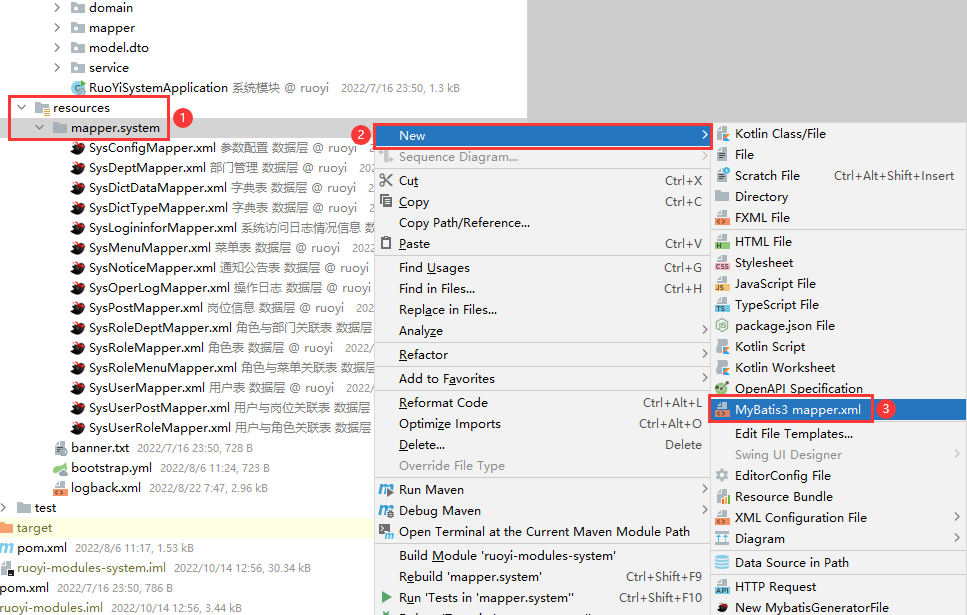 domain
mapper
model.dto
service
RuoYiSystemApplication 系统模块 @ ruoyi 2022/7/16 23:50, 1.3 kB
resources
mapper.system
1
SysConfigMapper.xml 参数配置 数据层 @ ruoyi 2
SysDeptMapper.xml 部门管理 数据层 @ ruoyi 202
SysDictDataMapper.xml 字典表 数据层 @ ruoyi 2
SysDictTypeMapper.xml 字典表 数据层 @ ruoyi 2
SysLogininforMapper.xml 系统访问日志情况信息 数
SysMenuMapper.xml 菜单表 数据层 @ ruoyi 2022
SysNoticeMapper.xml 通知公告表 数据层 @ ruoyi
SysOperLogMapper.xml 操作日志 数据层 @ ruoyi
SysPostMapper.xml 岗位信息 数据层 @ ruoyi 202
SysRoleDeptMapper.xml 角色与部门关联表 数据层
SysRoleMapper.xml 角色表 数据层 @ ruoyi 2022/
SysRoleMenuMapper.xml 角色与菜单关联表 数据层
SysUserMapper.xml 用户表 数据层 @ ruoyi 2022/
SysUserPostMapper.xml 用户与岗位关联表 数据层
SysUserRoleMapper.xml 用户与角色关联表 数据层
banner.txt 2022/7/16 23:50, 728 B
bootstrap.yml 2022/8/6 11:24, 723 B
logback.xml 2022/8/22 7:47, 2.96 kB
test
target
pom.xml 2022/8/6 11:17, 1.53 kB
ruoyi-modules-system.iml 2022/10/14 12:56, 30.34 kB
pom.xml 2022/7/16 23:50, 786 B
ruoyi-modules.iml 2022/10/14 12:56, 3.44 kB
2
New
Sequence Diagram...
Cut Ctrl+X
Copy Ctrl+C
Copy Path/Reference...
Paste Ctrl+V
Find Usages Ctrl+G
Find in Files... Ctrl+H
Replace in Files...
Analyze
Refactor
Add to Favorites
Reformat Code Ctrl+Alt+L
Optimize Imports Ctrl+Alt+O
Delete... Delete
Override File Type
Run Maven
Debug Maven
Open Terminal at the Current Maven Module Path
Build Module 'ruoyi-modules-system'
Rebuild 'mapper.system' Ctrl+Shift+F9
Run 'Tests in 'mapper.system'' Ctrl+Shift+F10
Kotlin Class/File
File
Scratch File Ctrl+Alt+Shift+Insert
Directory
FXML File
HTML File
Stylesheet
JavaScript File
TypeScript File
package.json File
Kotlin Script
Kotlin Worksheet
OpenAPI Specification
MyBatis3 mapper.xml
3
Edit File Templates...
Swing UI Designer
EditorConfig File
Resource Bundle
XML Configuration File
Diagram
Data Source in Path
HTTP Request
New MybatisGeneratorFile